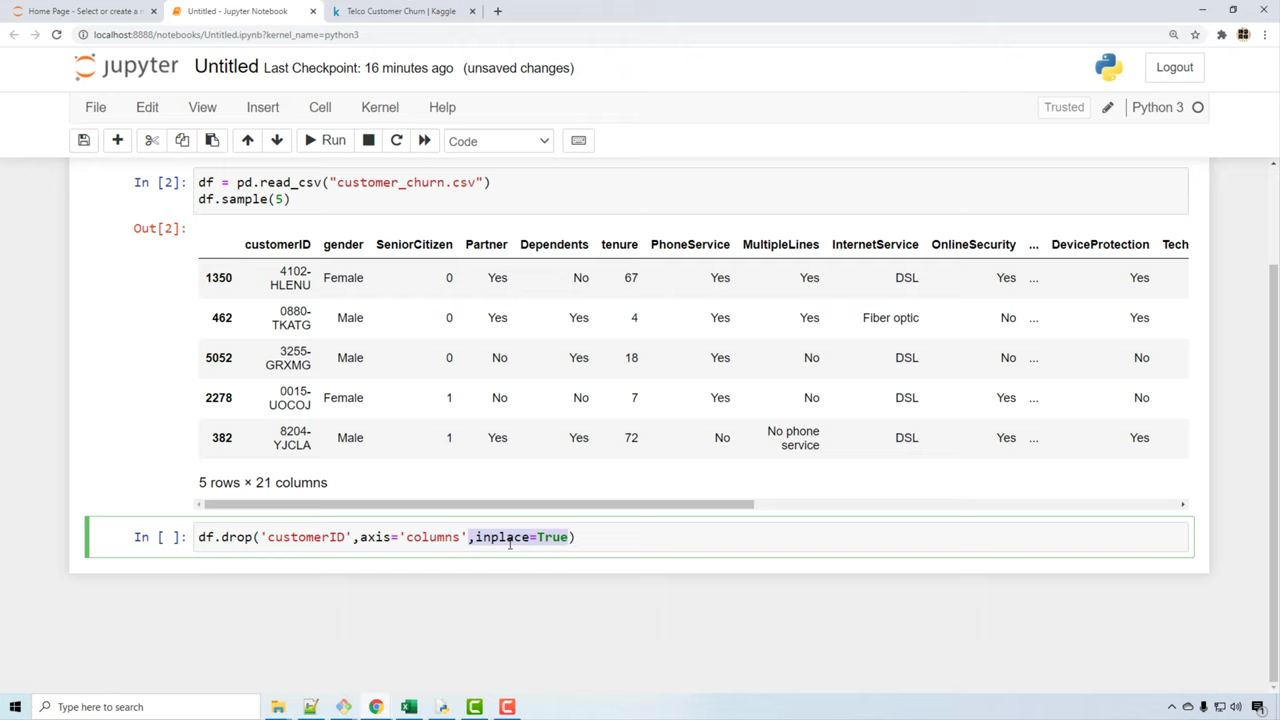 Home Page - Select or create a n
Untitled - Jupyter Notebook
Telco Customer Churn | Kaggle
localhost:8888/notebooks/Untitled.ipynb?kernel_name=python3
jupyter Untitled Last Checkpoint: 16 minutes ago (unsaved changes) Logout
File Edit View Insert Cell Kernel Help Trusted Python 3
Run Code
In [2]: df = pd.read_csv("customer_churn.csv")
df.sample(5)
Out[2]:
customerID gender SeniorCitizen Partner Dependents tenure PhoneService MultipleLines InternetService OnlineSecurity ... DeviceProtection Tech
1350 4102-HLENU Female 0 Yes No 67 Yes Yes DSL Yes ... Yes
462 0880-TKATG Male 0 Yes Yes 4 Yes Yes Fiber optic No ... Yes
5052 3255-GRXMG Male 0 No Yes 18 Yes No DSL No ... No
2278 0015-UOCOJ Female 1 No No 7 Yes No DSL Yes ... No
382 8204-YJCLA Male 1 Yes Yes 72 No No phone service DSL Yes ... Yes
5 rows × 21 columns
In [ ]: df.drop('customerID',axis='columns',inplace=True)
Type here to search